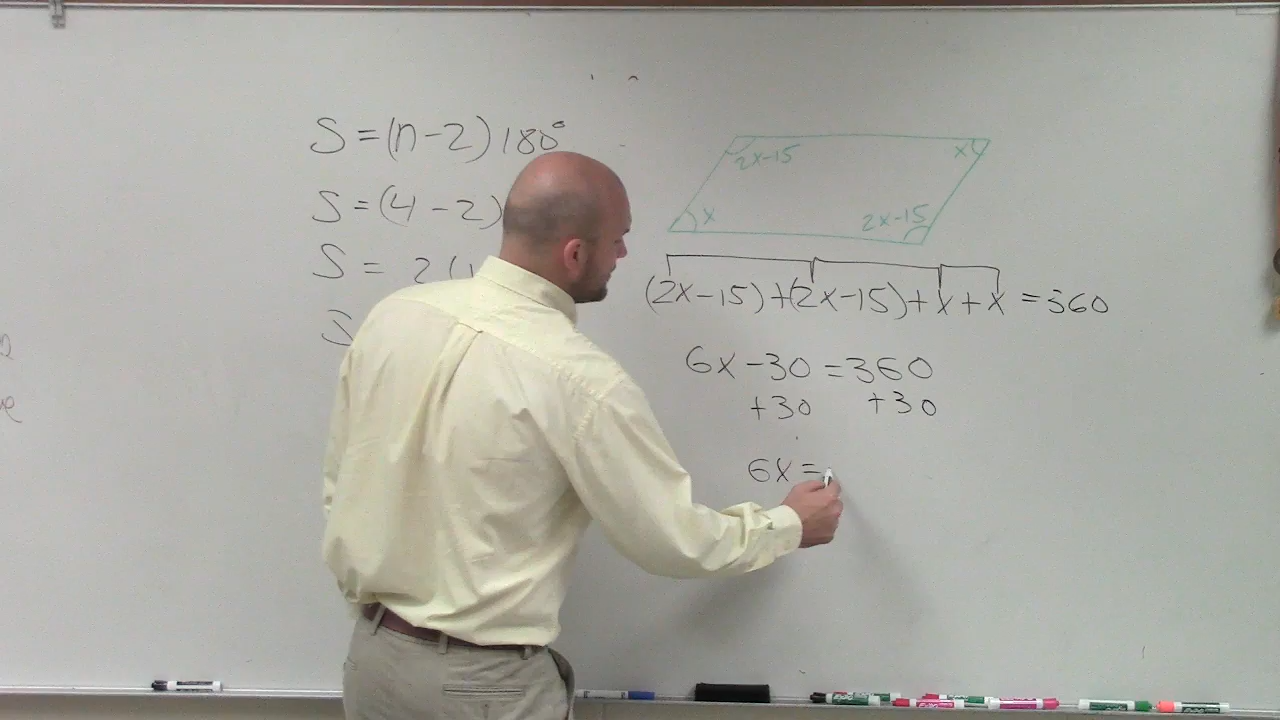 S = (n - 2) 180°
S = (4 - 2)
S = 2 (1
S
2x-15
x
x
2x-15
(2x-15)+(2x-15)+x+x = 360
6x - 30 = 360
+30 +30
6x =